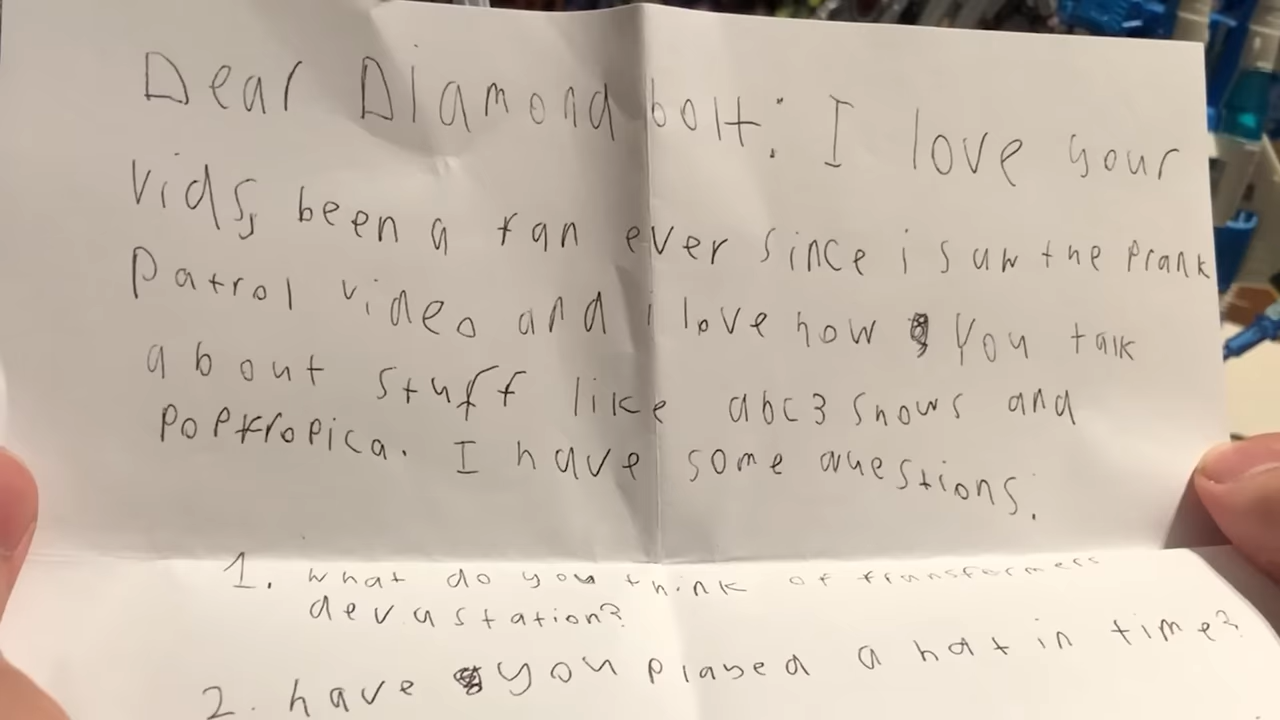 Dear Diamondbolt: I love your
vids, been a fan ever since i saw the prank
patrol video and i love how you talk
about stuff like abc3 shows and
poptropica. I have some questions.
1. what do you think of transformers
devastation?
2. have you played a hat in time?